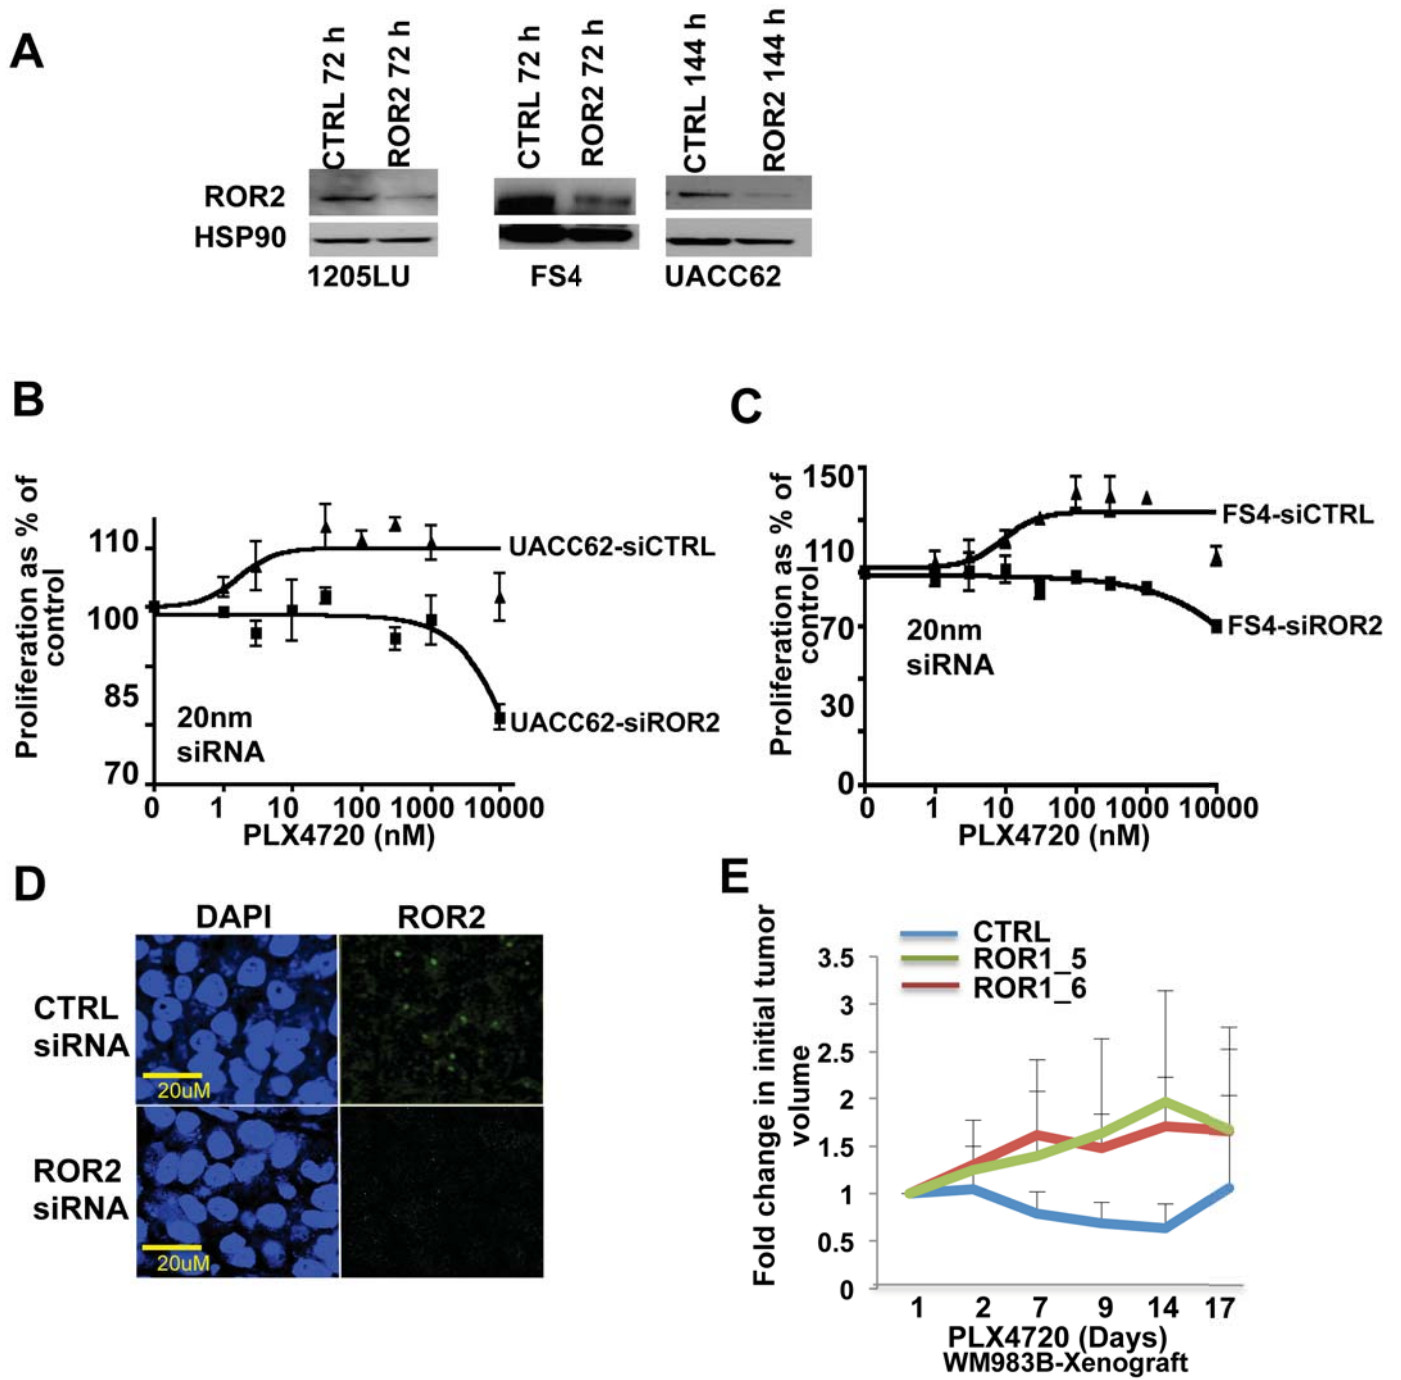 A
CTRL 72 h
ROR2 72 h
CTRL 72 h
ROR2 72 h
CTRL 144 h
ROR2 144 h
ROR2
HSP90
1205LU
FS4
UACC62
B
Proliferation as % of
control
110
100
85
70
UACC62-siCTRL
UACC62-siROR2
20nm
siRNA
0 1 10 100 1000 10000
PLX4720 (nM)
C
Proliferation as % of
control
150
110
70
30
0
FS4-siCTRL
FS4-siROR2
20nm
siRNA
0 1 10 100 1000 10000
PLX4720 (nM)
D
DAPI ROR2
CTRL
siRNA
20uM
ROR2
siRNA
20uM
E
Fold change in initial tumor
volume
CTRL
ROR1_5
ROR1_6
3.5
3
2.5
2
1.5
1
0.5
0
1 2 7 9 14 17
PLX4720 (Days)
WM983B-Xenograft